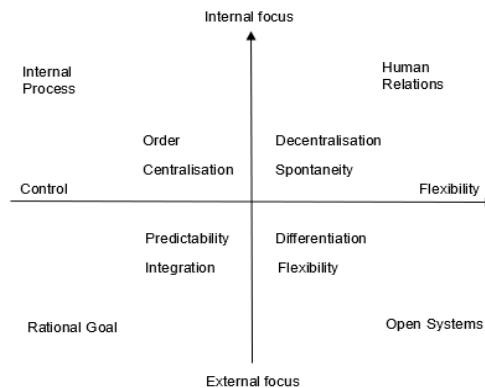 Internal focus
Internal
Process
Human
Relations
Order
Decentralisation
Centralisation
Spontaneity
Control
Flexibility
Predictability
Differentiation
Integration
Flexibility
Rational Goal
Open Systems
External focus